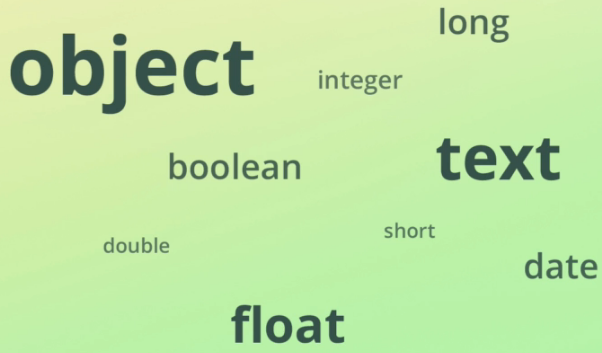 long
object
integer
text
boolean
short
double
date
float